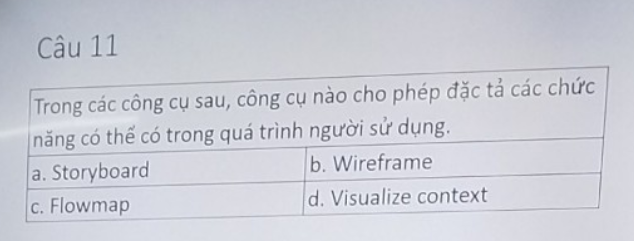 Câu 11
Trong các công cụ sau, công cụ nào cho phép đặc tả các chức
năng có thể có trong quá trình người sử dụng.
a. Storyboard
b. Wireframe
c. Flowmap
d. Visualize context